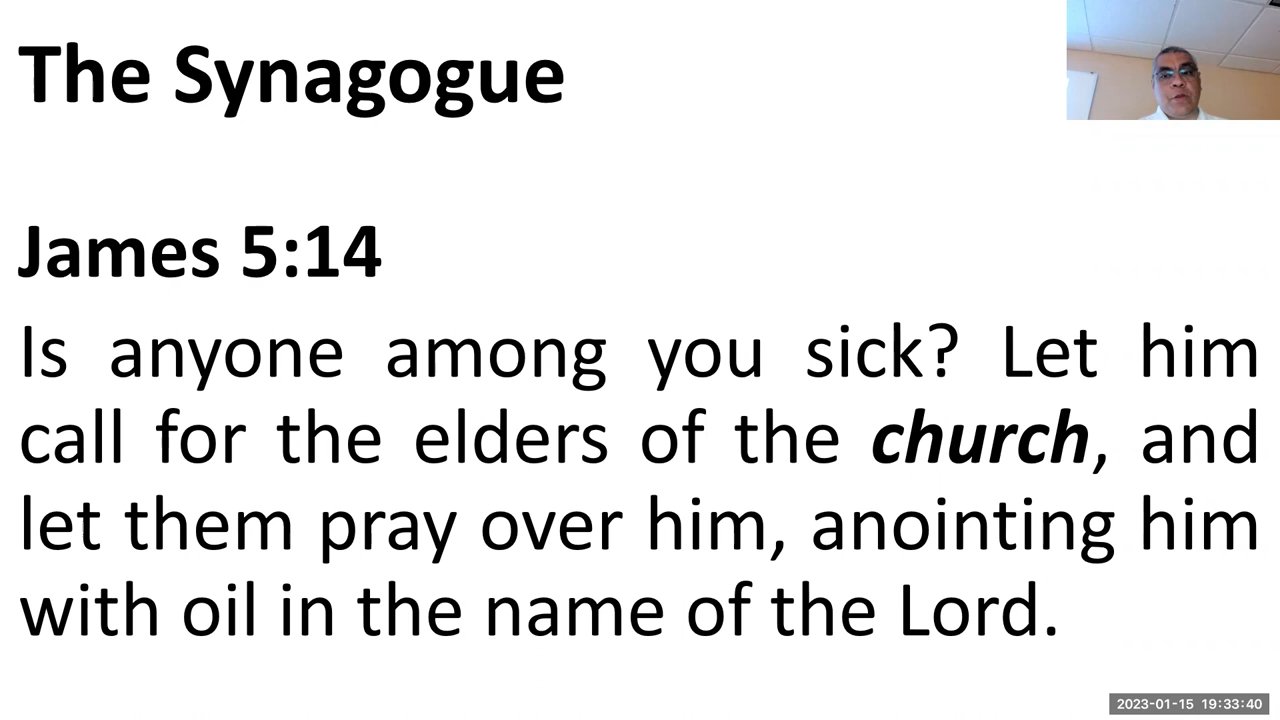 The Synagogue
James 5:14
Is anyone among you sick? Let him
call for the elders of the church, and
let them pray over him, anointing him
with oil in the name of the Lord.
2023-01-15 19:33:40